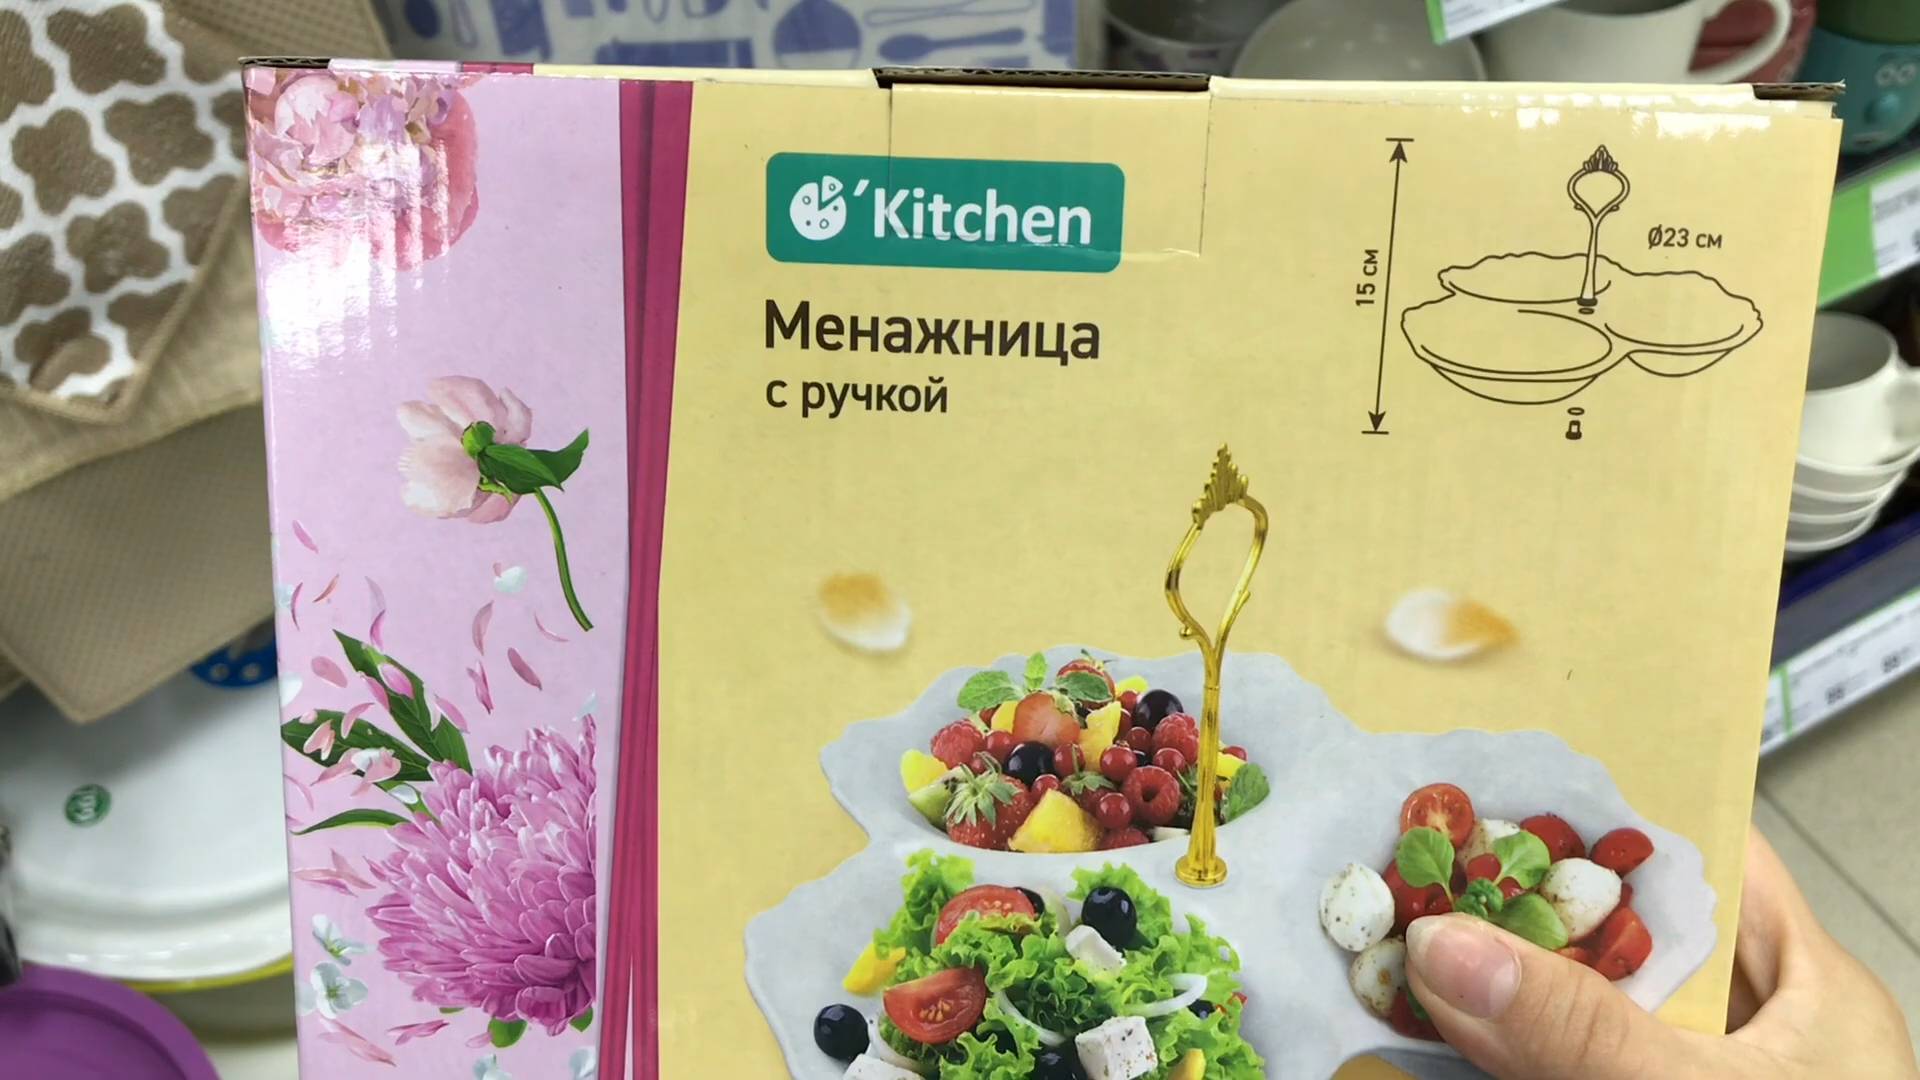 'Kitchen
Менажница
с ручкой
15 см
Ø23 см